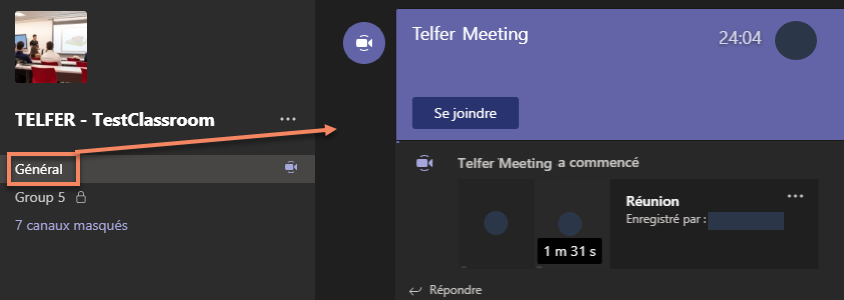 TELFER - TestClassroom
Général
Group 5
7 canaux masqués
Telfer Meeting
24:04
Se joindre
Telfer Meeting a commencé
1 m 31 s
Réunion
Enregistré par :
Répondre